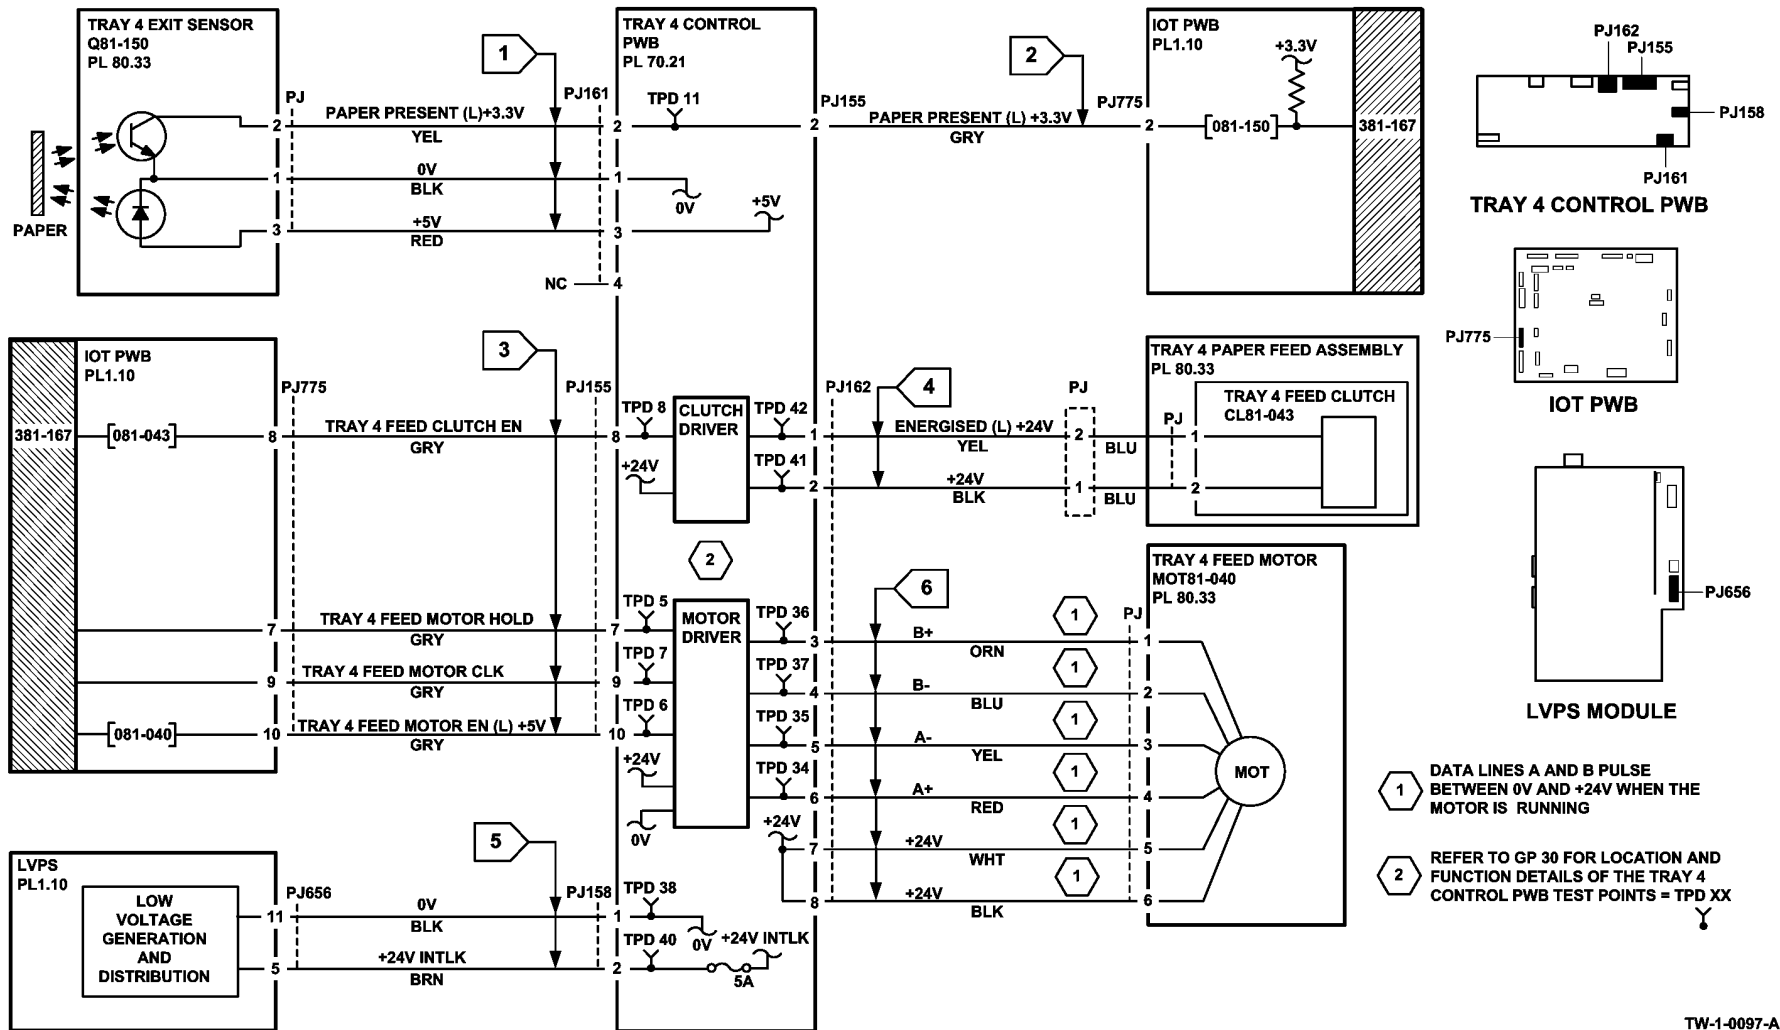 TRAY 4 EXIT SENSOR
Q81-150
PL 80.33
PJ
1
PAPER PRESENT (L)+3.3V
YEL
0V
BLK
+5V
RED
2
1
3
PAPER
PJ161
2
1
3
NC
4
TRAY 4 CONTROL
PWB
PL 70.21
TPD 11
0V
+5V
PJ155
2
2
PAPER PRESENT (L) +3.3V
GRY
PJ775
2
IOT PWB
PL1.10
+3.3V
081-150
381-167
PJ162
PJ155
PJ158
PJ161
TRAY 4 CONTROL PWB
PJ775
IOT PWB
PJ656
LVPS MODULE
IOT PWB
PL1.10
381-167
081-043
081-040
PJ775
8
7
9
10
3
TRAY 4 FEED CLUTCH EN
GRY
TRAY 4 FEED MOTOR HOLD
GRY
TRAY 4 FEED MOTOR CLK
GRY
TRAY 4 FEED MOTOR EN (L) +5V
GRY
PJ155
8
7
9
10
TPD 8
+24V
CLUTCH
DRIVER
TPD 42
TPD 41
1
2
2
TPD 5
TPD 7
TPD 6
+24V
0V
MOTOR
DRIVER
TPD 36
TPD 37
TPD 35
TPD 34
+24V
3
4
5
6
7
8
PJ162
4
ENERGISED (L) +24V
YEL
+24V
BLK
PJ
2
1
BLU
BLU
TRAY 4 PAPER FEED ASSEMBLY
PL 80.33
TRAY 4 FEED CLUTCH
CL81-043
PJ
1
2
6
B+
ORN
B-
BLU
A-
YEL
A+
RED
+24V
WHT
+24V
BLK
1
1
1
1
1
1
PJ
1
2
3
4
5
6
TRAY 4 FEED MOTOR
MOT81-040
PL 80.33
MOT
LVPS
PL1.10
LOW
VOLTAGE
GENERATION
AND
DISTRIBUTION
PJ656
11
5
5
0V
BLK
+24V INTLK
BRN
PJ158
1
2
TPD 38
TPD 40
0V
+24V INTLK
5A
1
DATA LINES A AND B PULSE
BETWEEN 0V AND +24V WHEN THE
MOTOR IS RUNNING
2
REFER TO GP 30 FOR LOCATION AND
FUNCTION DETAILS OF THE TRAY 4
CONTROL PWB TEST POINTS = TPD XX
TW-1-0097-A